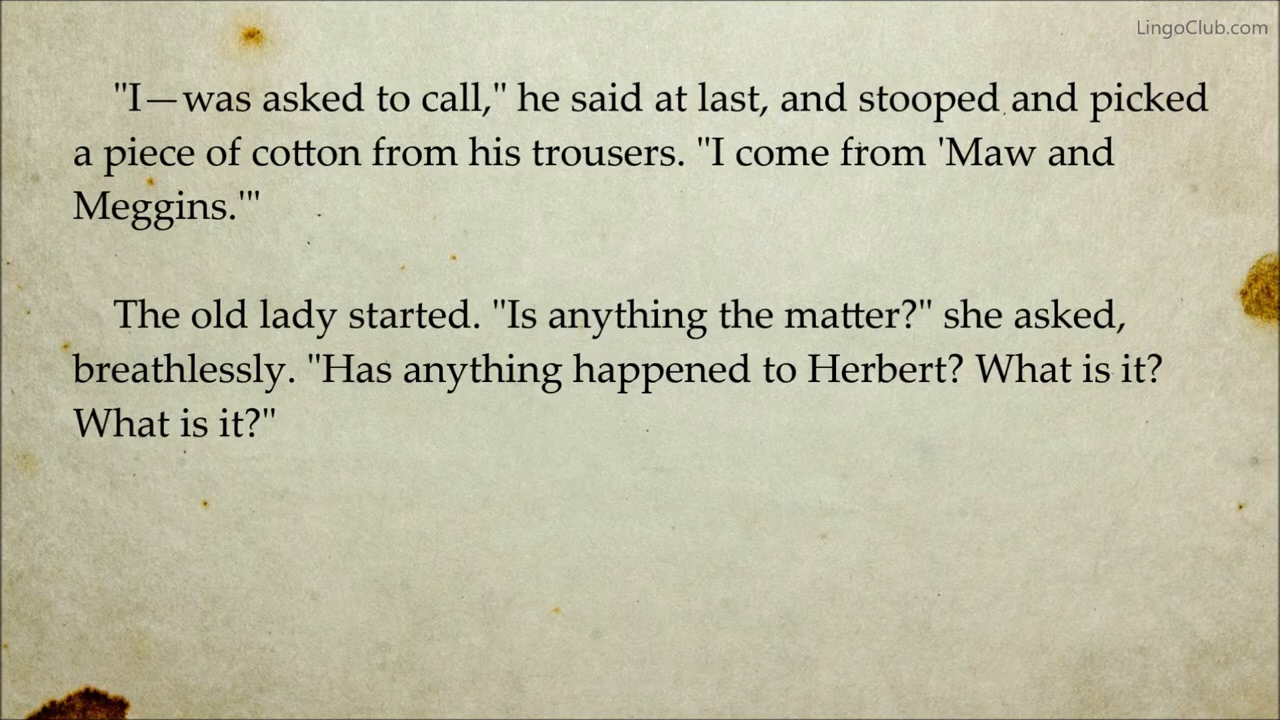 LingoClub.com
"I—was asked to call," he said at last, and stooped and picked
a piece of cotton from his trousers. "I come from 'Maw and
Meggins.'"
The old lady started. "Is anything the matter?" she asked,
breathlessly. "Has anything happened to Herbert? What is it?
What is it?"